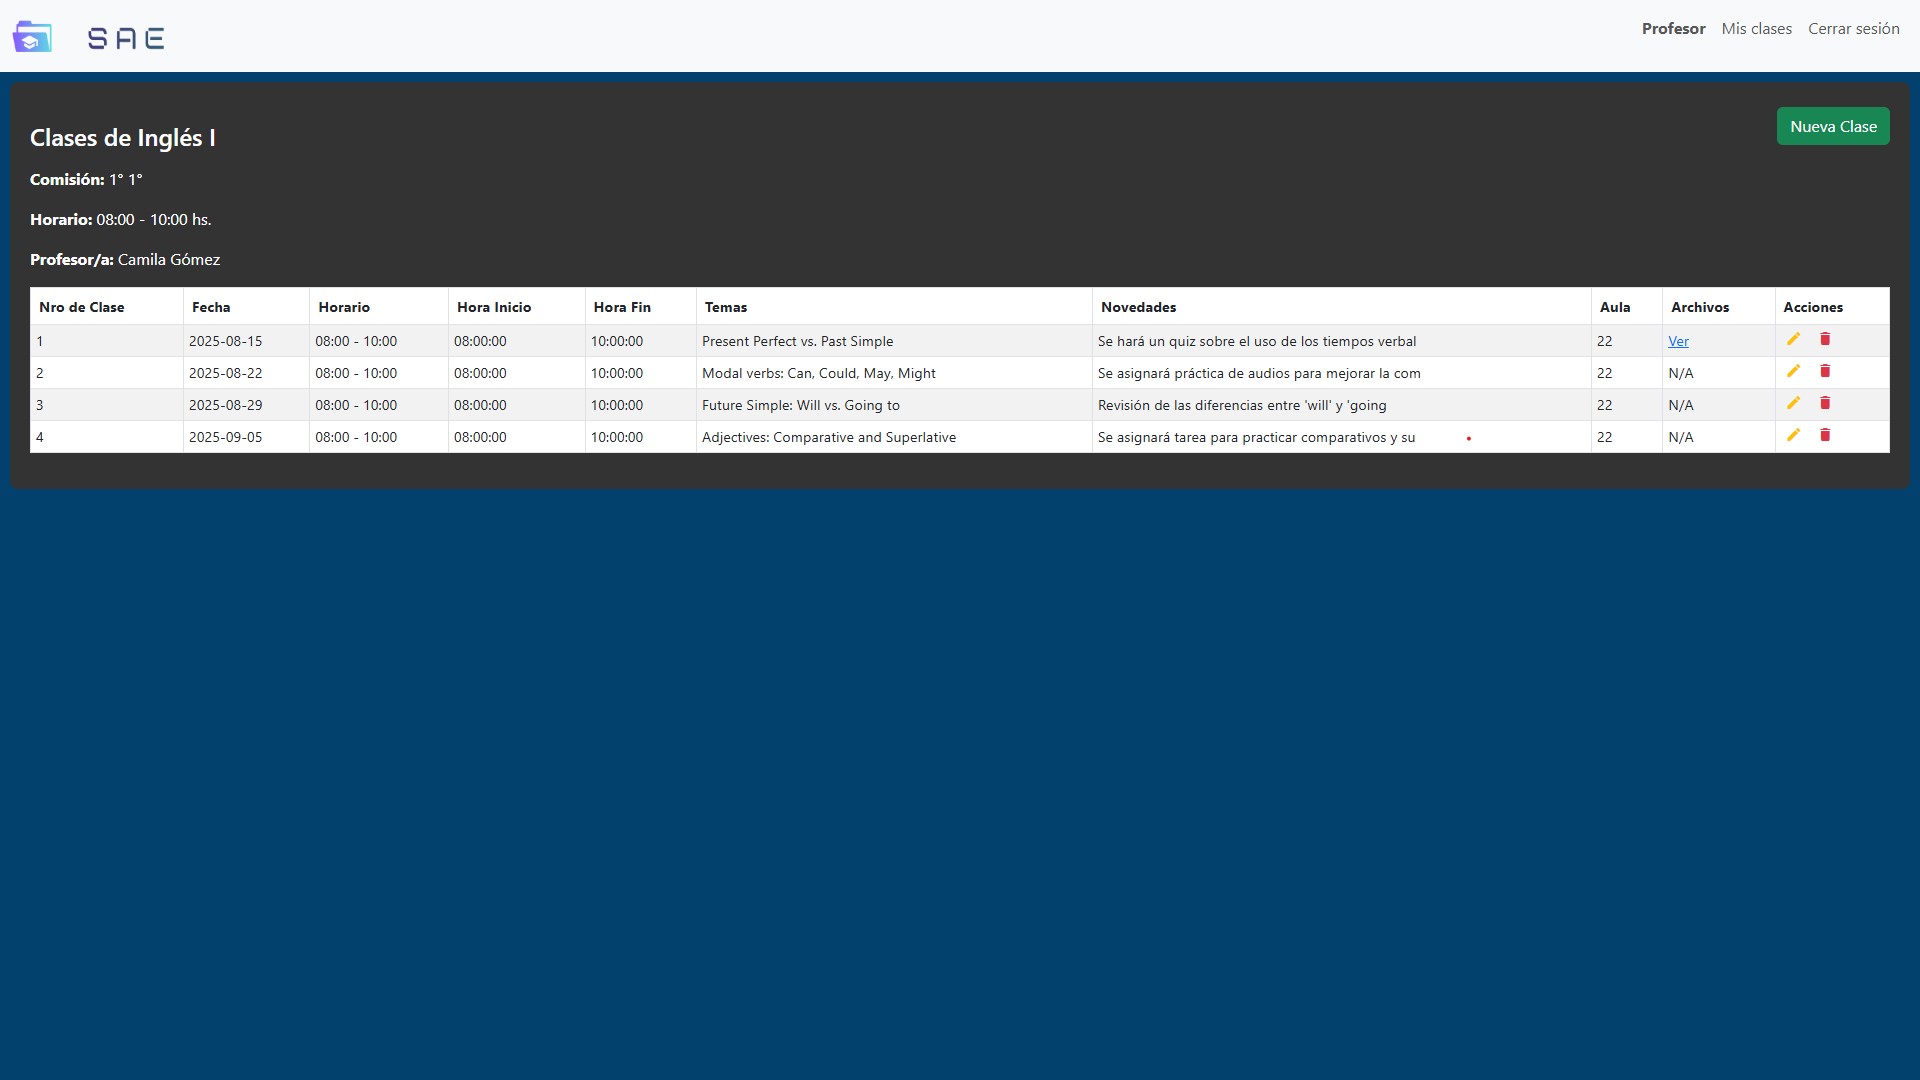 SAE
Profesor Mis clases Cerrar sesión
Clases de Inglés I
Nueva Clase
Comisión: 1° 1°
Horario: 08:00 - 10:00 hs.
Profesor/a: Camila Gómez
Nro de Clase Fecha Horario Hora Inicio Hora Fin Temas Novedades Aula Archivos Acciones
1 2025-08-15 08:00 - 10:00 08:00:00 10:00:00 Present Perfect vs. Past Simple Se hará un quiz sobre el uso de los tiempos verbal 22 Ver
2 2025-08-22 08:00 - 10:00 08:00:00 10:00:00 Modal verbs: Can, Could, May, Might Se asignará práctica de audios para mejorar la com 22 N/A
3 2025-08-29 08:00 - 10:00 08:00:00 10:00:00 Future Simple: Will vs. Going to Revisión de las diferencias entre 'will' y 'going 22 N/A
4 2025-09-05 08:00 - 10:00 08:00:00 10:00:00 Adjectives: Comparative and Superlative Se asignará tarea para practicar comparativos y su 22 N/A